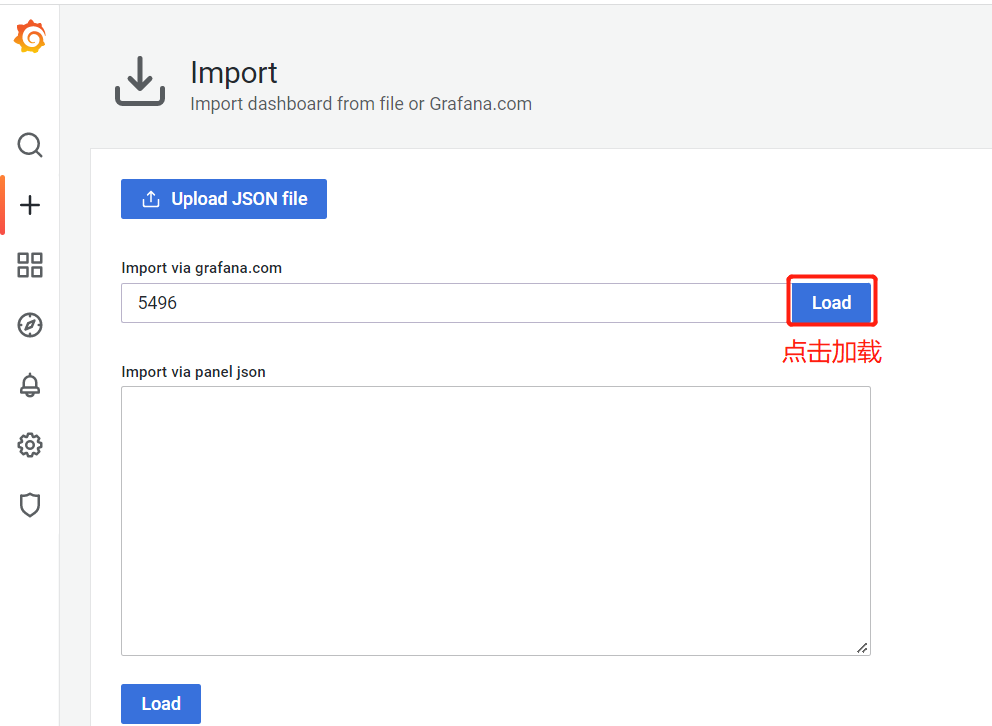 Import
Import dashboard from file or Grafana.com
Upload JSON file
Import via grafana.com
5496
Load
点击加载
Import via panel json
Load